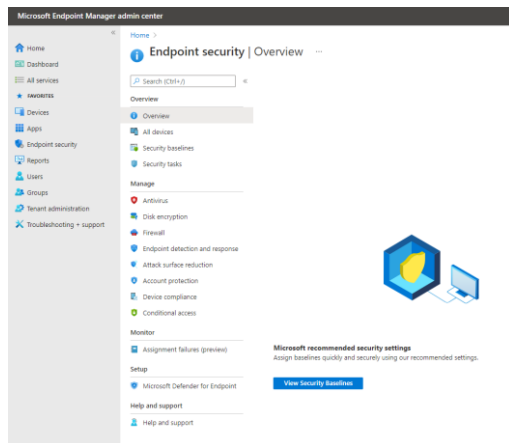 Microsoft Endpoint Manager admin center
«
Home
Dashboard
All services
FAVORITES
Devices
Apps
Endpoint security
Reports
Users
Groups
Tenant administration
Troubleshooting + support
Home >
Endpoint security | Overview ...
Search (Ctrl+/)
«
Overview
Overview
All devices
Security baselines
Security tasks
Manage
Antivirus
Disk encryption
Firewall
Endpoint detection and response
Attack surface reduction
Account protection
Device compliance
Conditional access
Monitor
Assignment failures (preview)
Setup
Microsoft Defender for Endpoint
Help and support
Help and support
Microsoft recommended security settings
Assign baselines quickly and securely using our recommended settings.
View Security Baselines